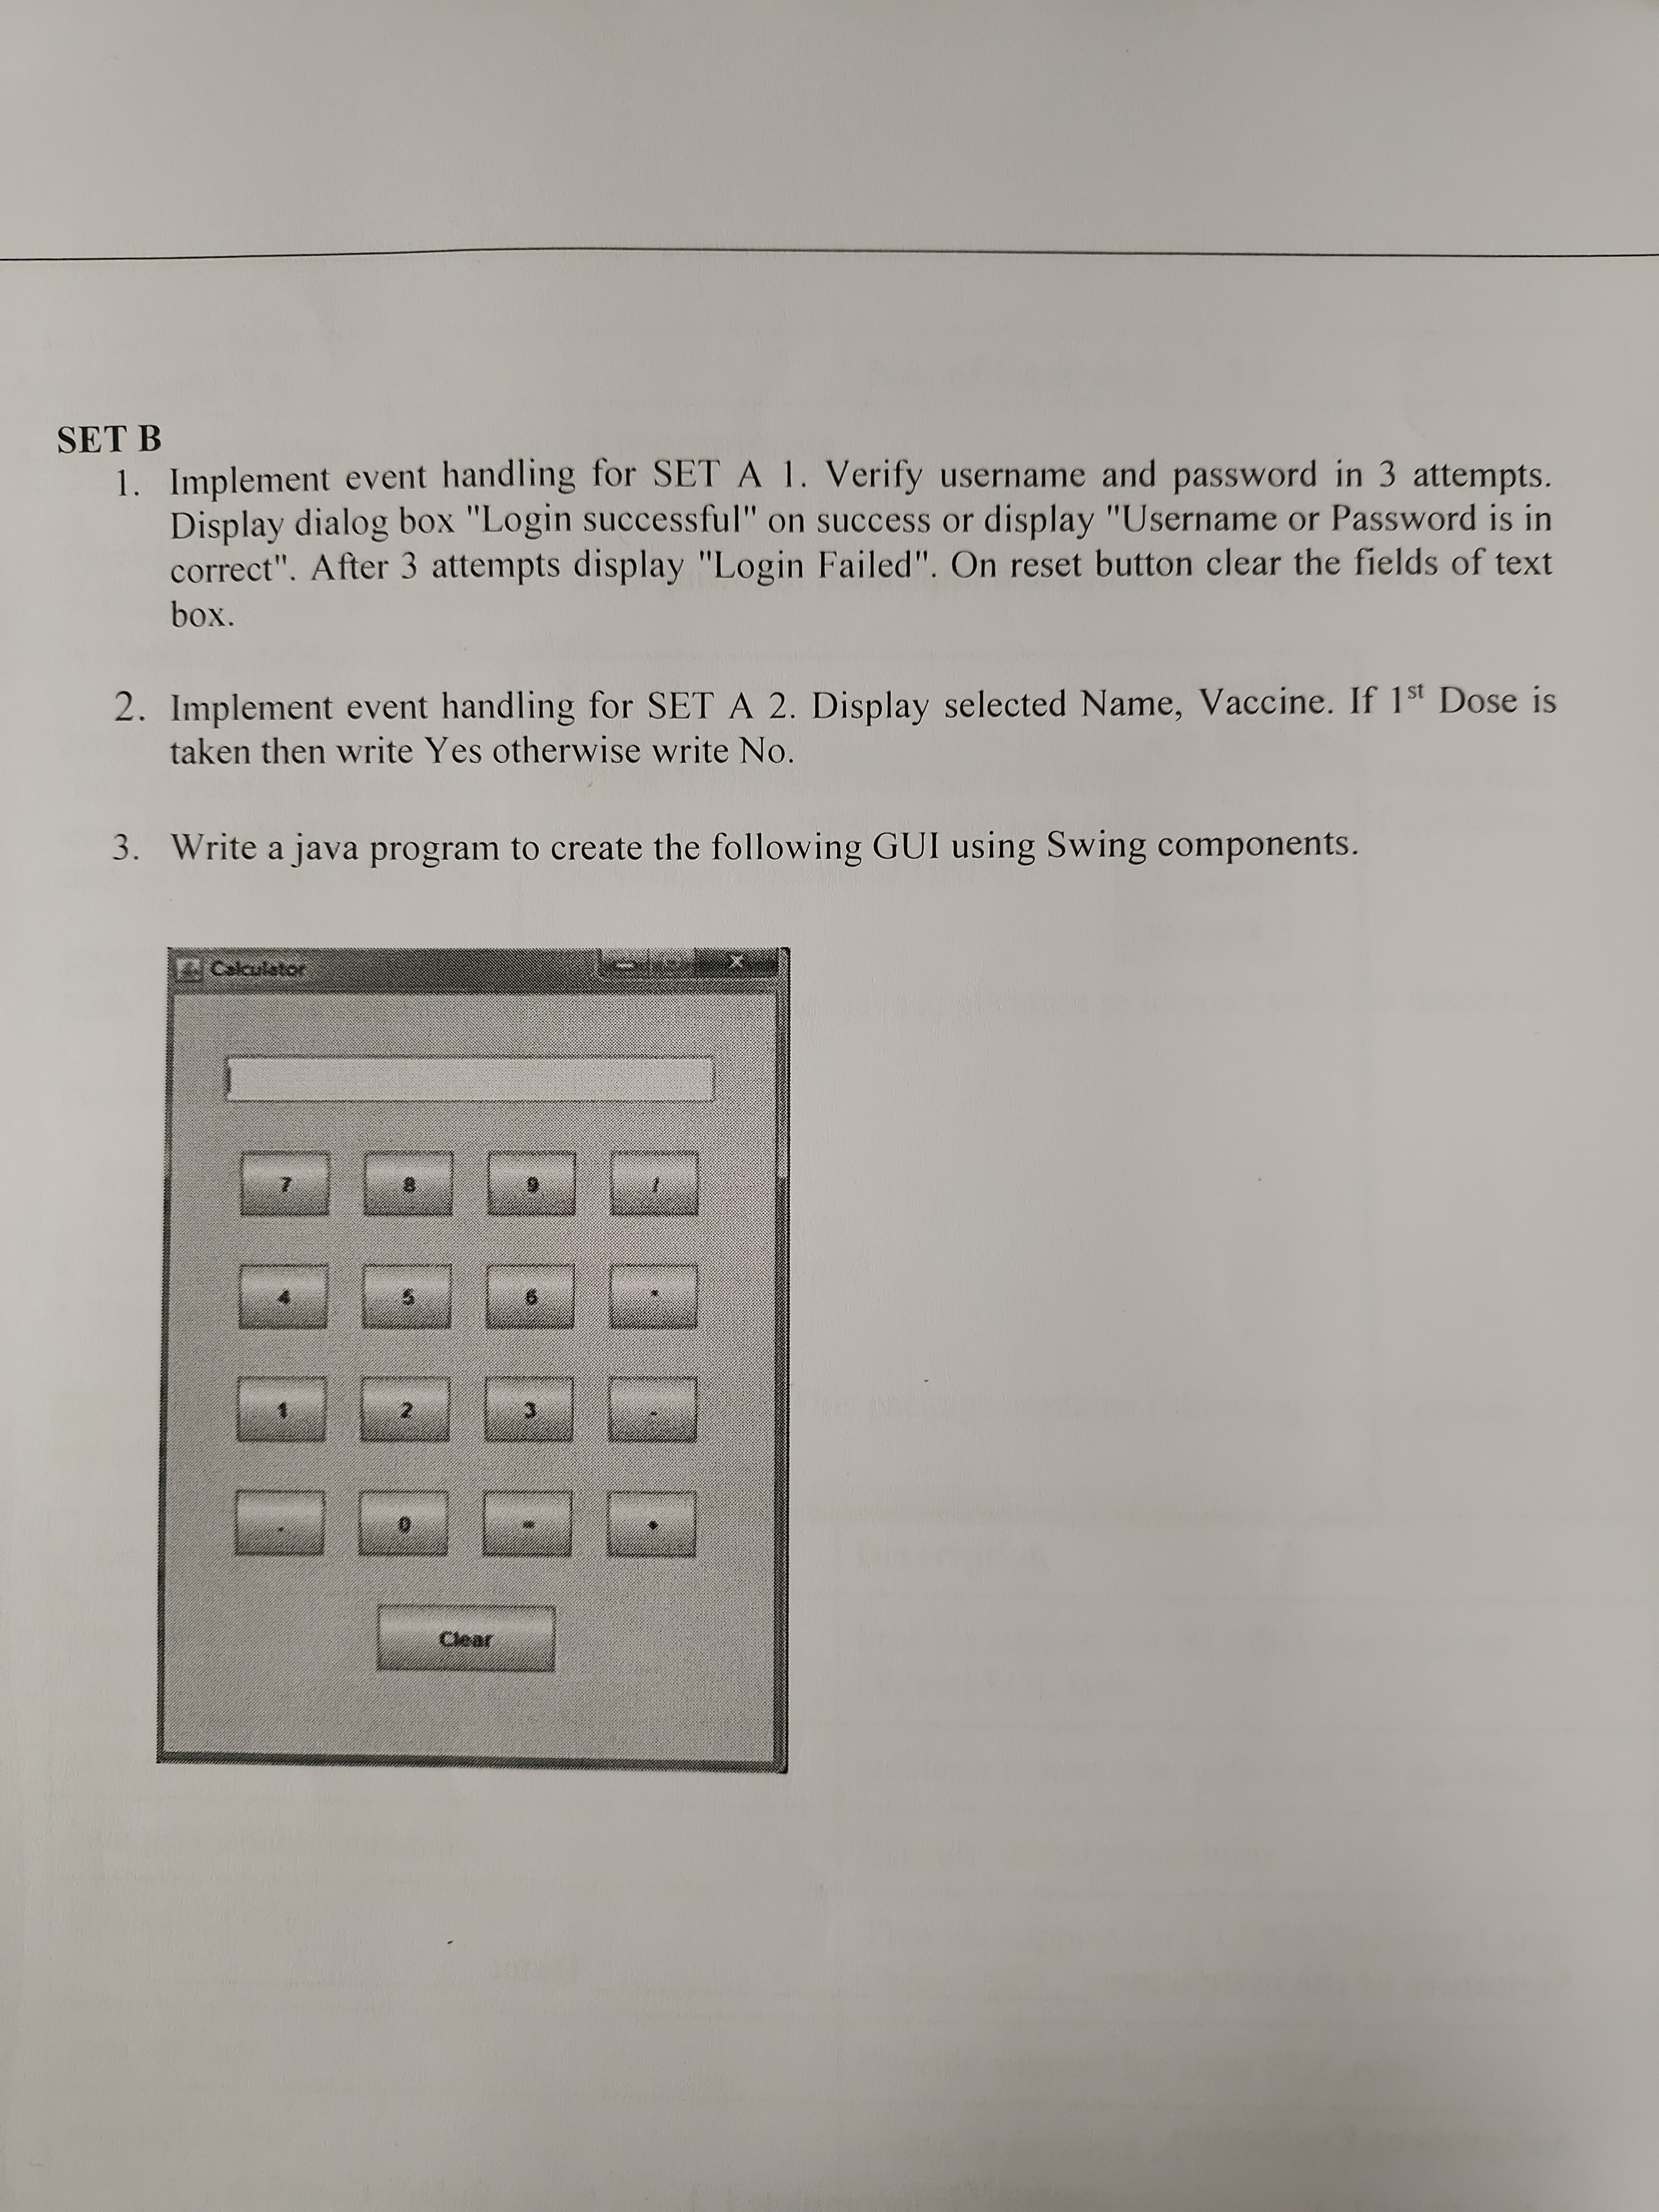 SET B
1. Implement event handling for SET A 1. Verify username and password in 3 attempts.
Display dialog box "Login successful" on success or display "Username or Password is in
correct". After 3 attempts display "Login Failed". On reset button clear the fields of text
box.
2. Implement event handling for SET A 2. Display selected Name, Vaccine. If 1st Dose is
taken then write Yes otherwise write No.
3. Write a java program to create the following GUI using Swing components.
Calculator
7 8 9 /
4 5 6 *
1 2 3 -
. 0 = +
Clear